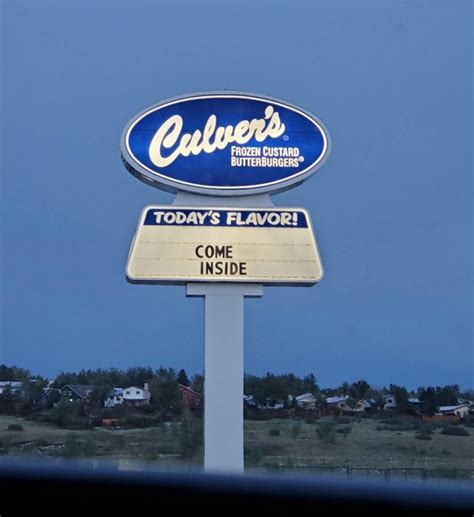 Culver's®
FROZEN CUSTARD
BUTTERBURGERS®
TODAY'S FLAVOR!
COME
INSIDE